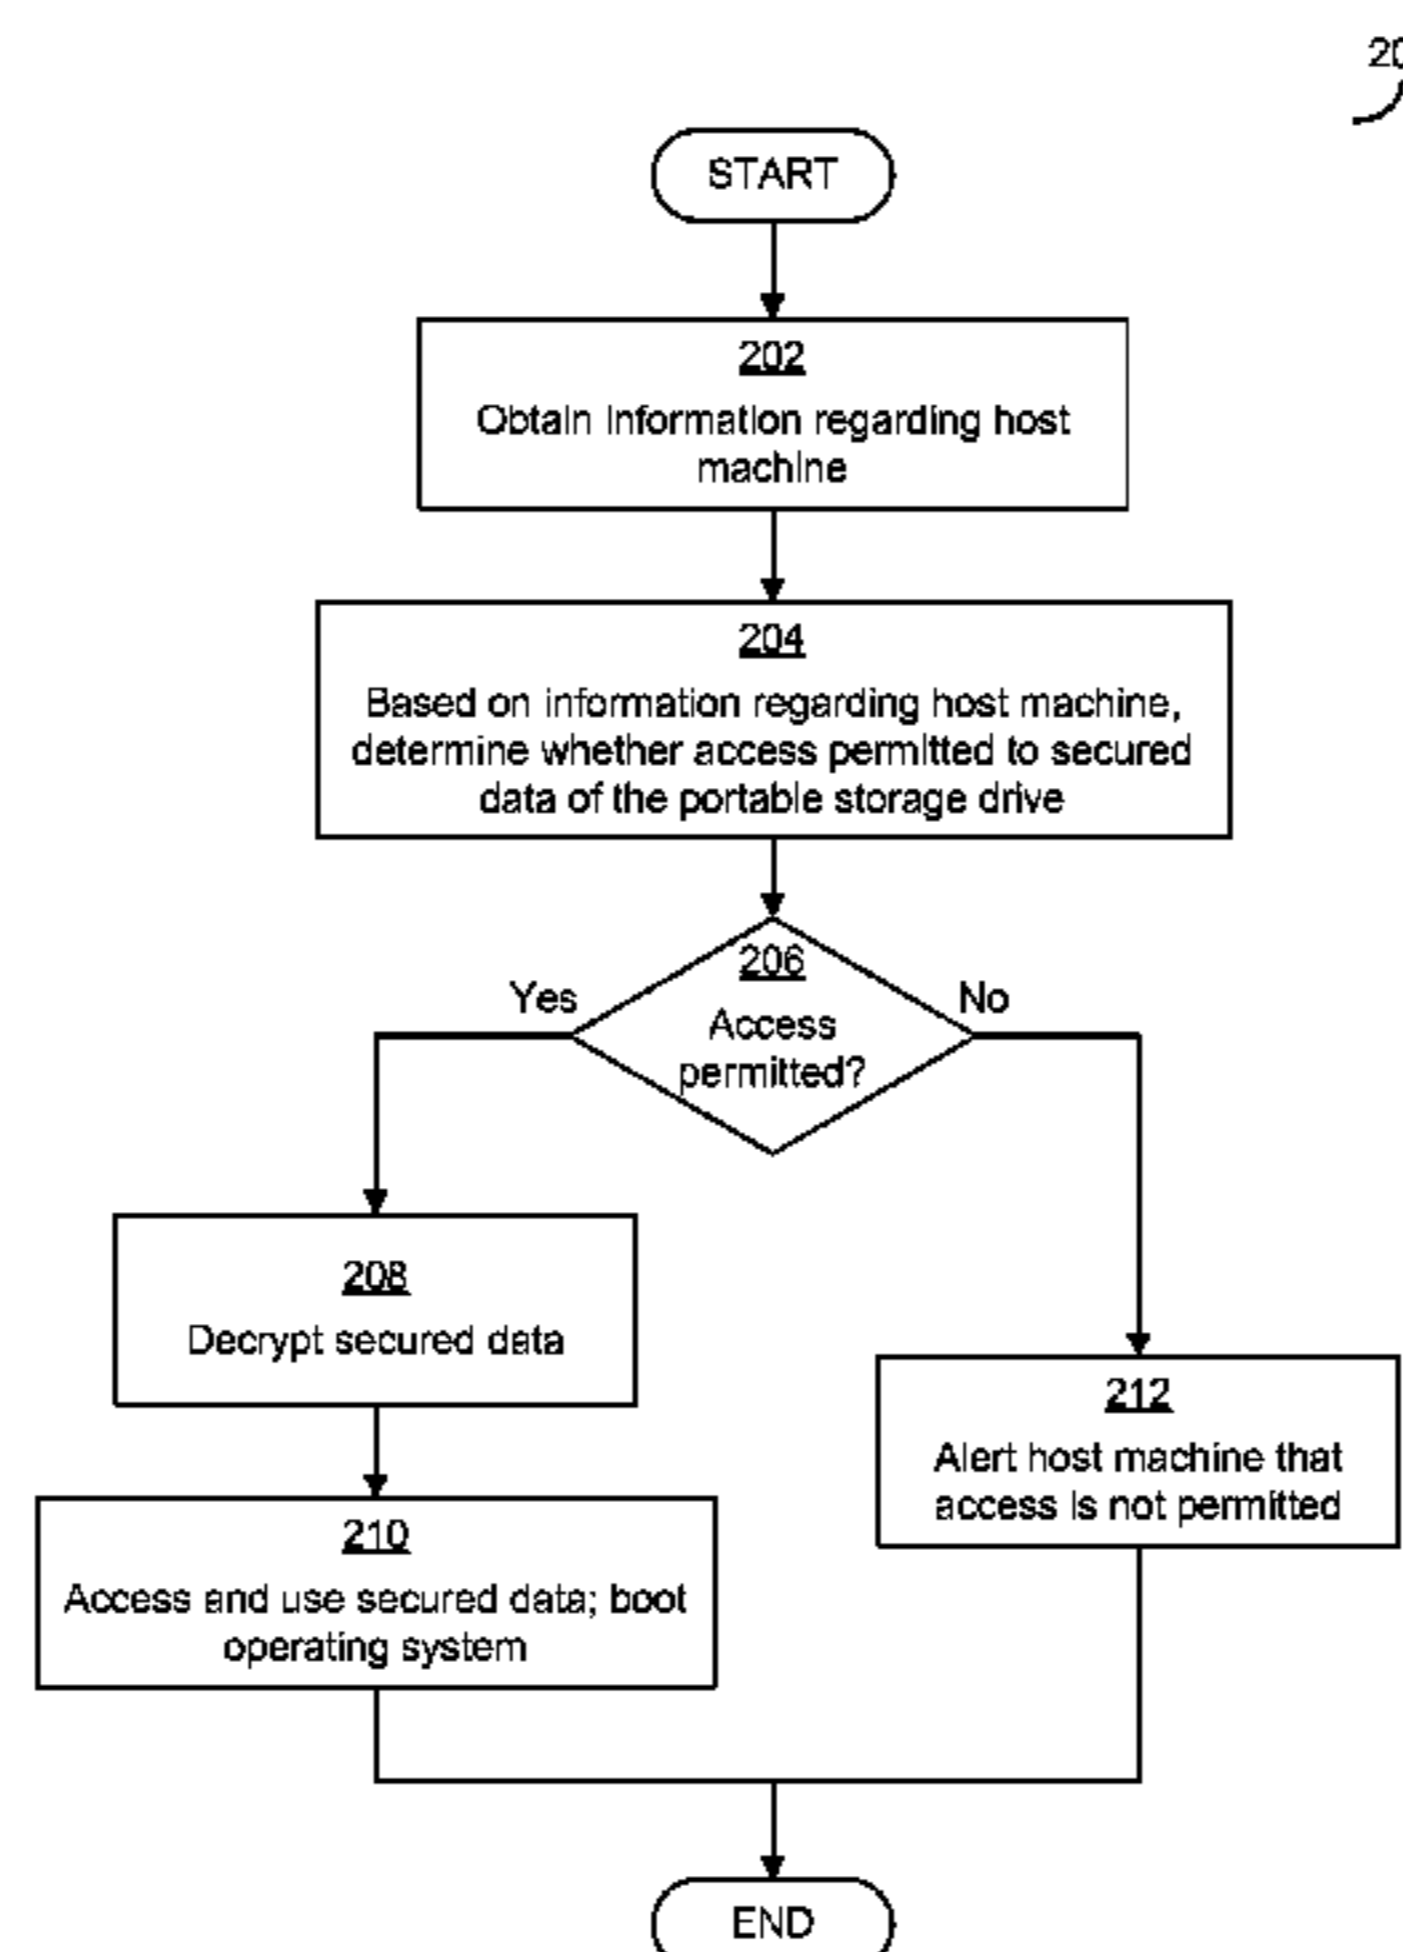 START
202
Obtain information regarding host
machine
204
Based on information regarding host machine,
determine whether access permitted to secured
data of the portable storage drive
206
Access
permitted?
Yes
No
208
Decrypt secured data
212
Alert host machine that
access is not permitted
210
Access and use secured data; boot
operating system
END